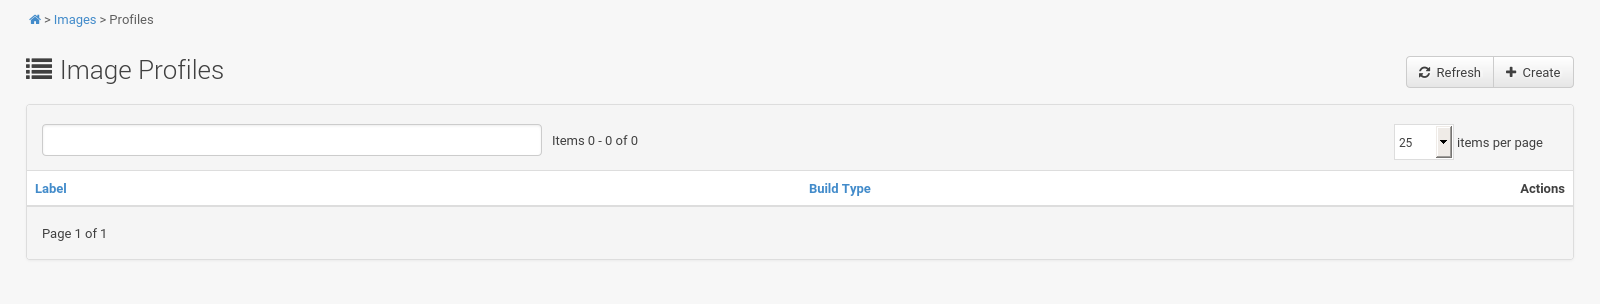 > Images > Profiles
Image Profiles
Refresh
Create
Items 0 - 0 of 0
25
items per page
Label
Build Type
Actions
Page 1 of 1